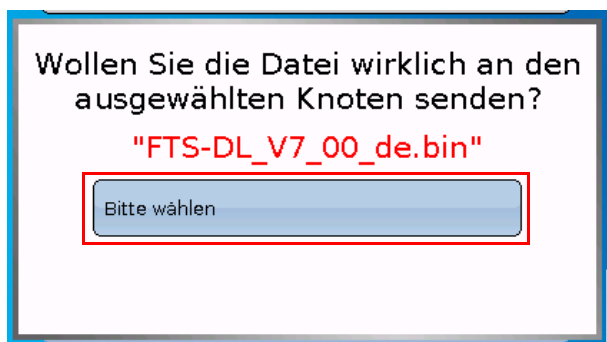 Wollen Sie die Datei wirklich an den
ausgewählten Knoten senden?
"FTS-DL_V7_00_de.bin"
Bitte wählen